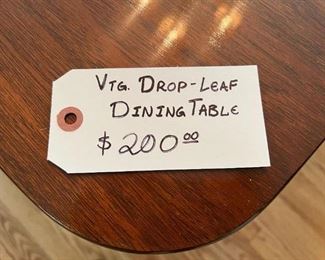 VTG. DROP-LEAF
DINING TABLE
$200.00